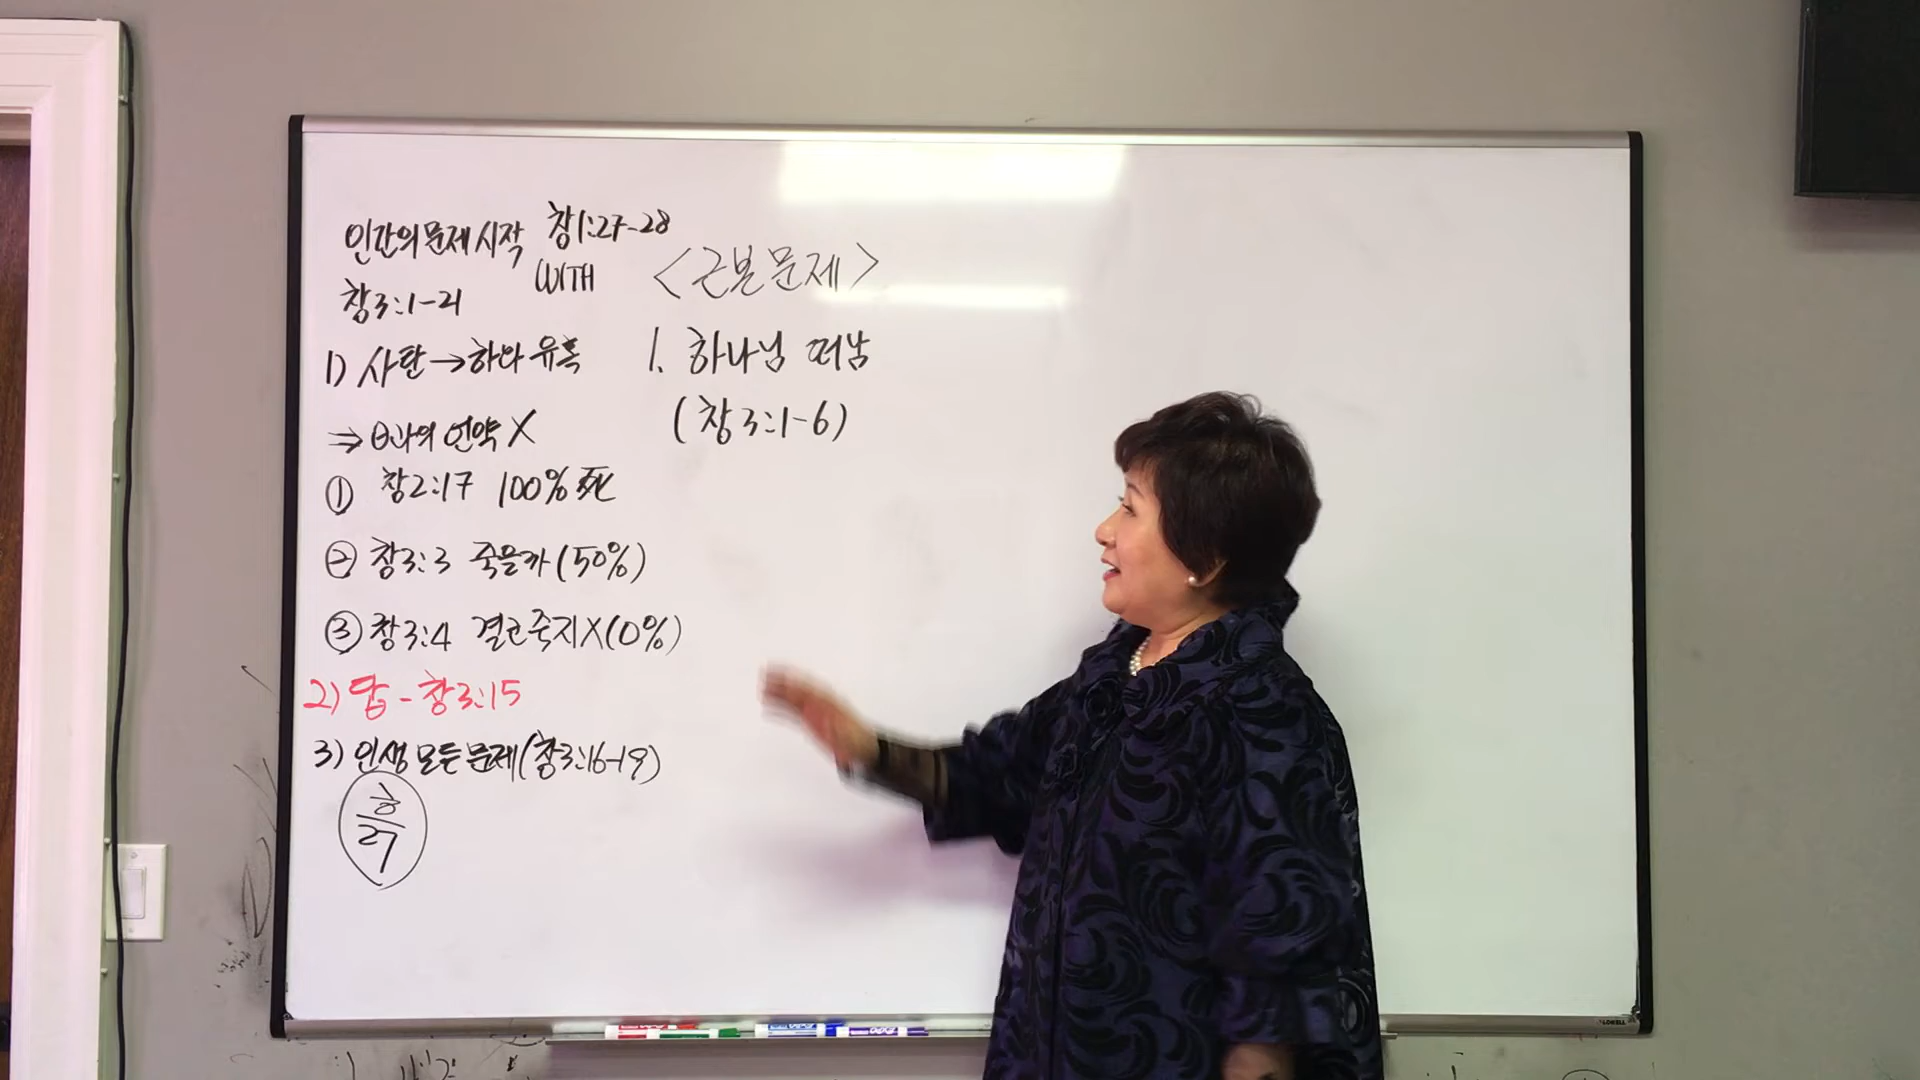 인간의 문제 시작 창1:27-28
WITH
창3:1-21
1) 사탄→하와 유혹
⇒ θ과의 언약 X
① 창2:17 100% 死
② 창3:3 죽을까 (50%)
③ 창3:4 결코 죽지X (0%)
2) 답 - 창3:15
3) 인생 모든 문제 (창3:16-19)
27
<근본문제>
1. 하나님 떠남
(창3:1-6)